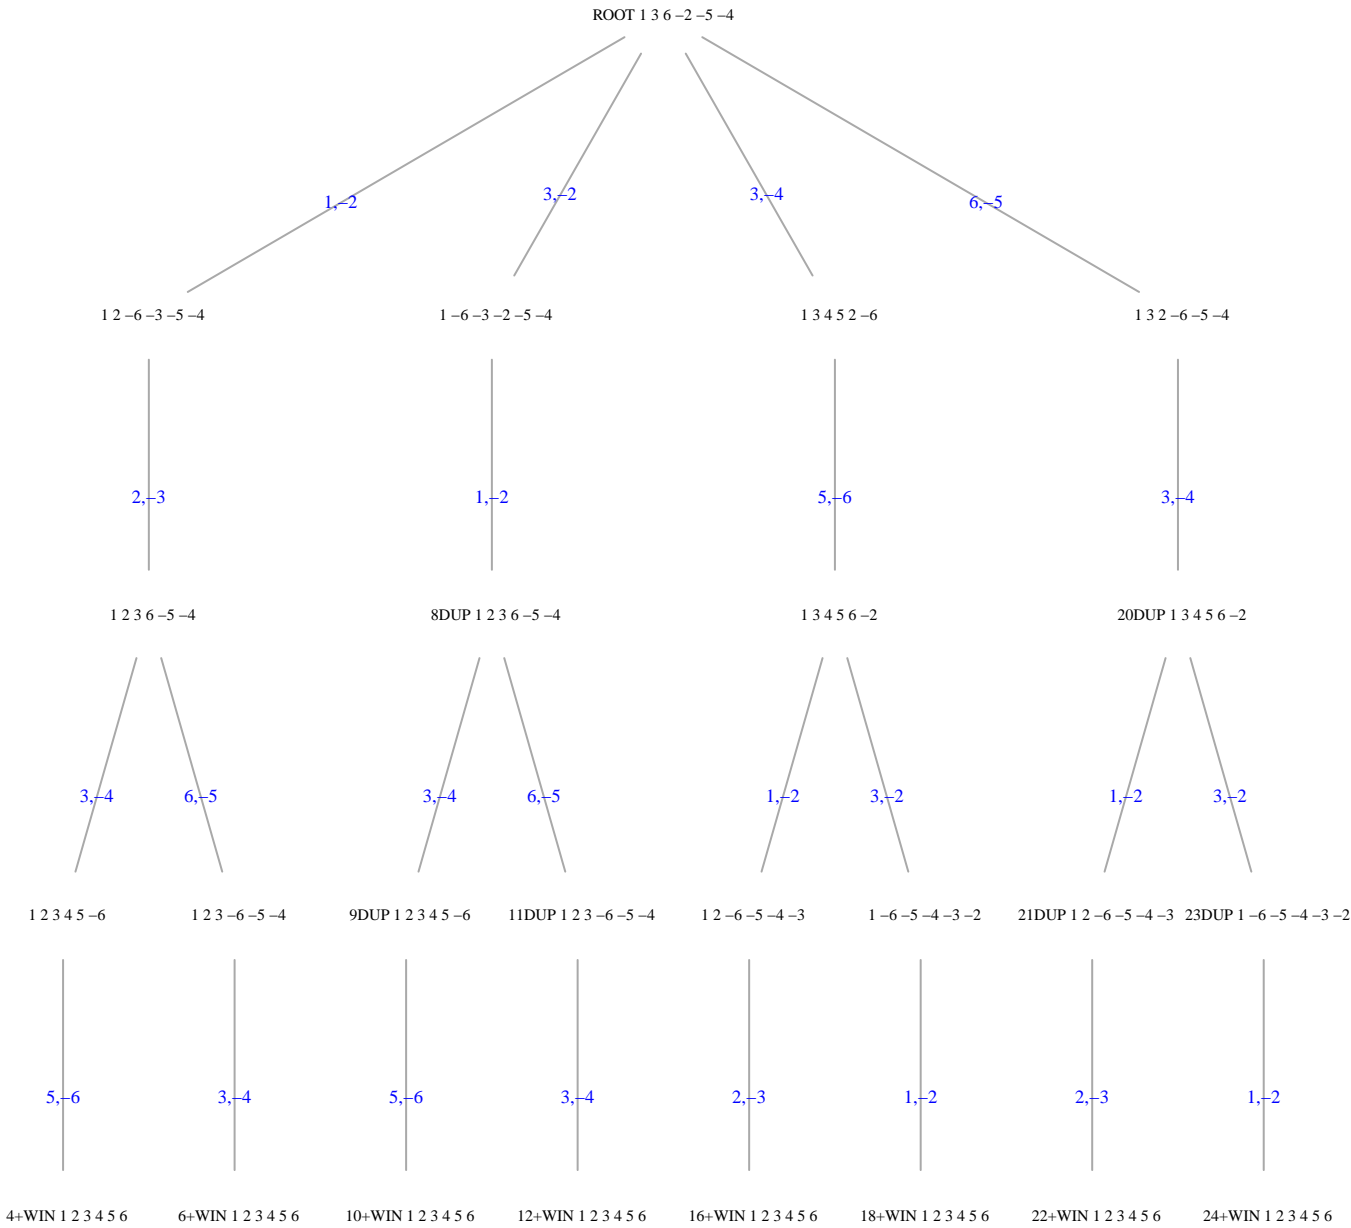 ROOT 1 3 6 –2 –5 –4
1,–2 3,–2 3,–4 6,–5
1 2 –6 –3 –5 –4 1 –6 –3 –2 –5 –4 1 3 4 5 2 –6 1 3 2 –6 –5 –4
2,–3 1,–2 5,–6 3,–4
1 2 3 6 –5 –4 8DUP 1 2 3 6 –5 –4 1 3 4 5 6 –2 20DUP 1 3 4 5 6 –2
3,–4 6,–5 3,–4 6,–5 1,–2 3,–2 1,–2 3,–2
1 2 3 4 5 –6 1 2 3 –6 –5 –4 9DUP 1 2 3 4 5 –6 11DUP 1 2 3 –6 –5 –4 1 2 –6 –5 –4 –3 1 –6 –5 –4 –3 –2 21DUP 1 2 –6 –5 –4 –3 23DUP 1 –6 –5 –4 –3 –2
5,–6 3,–4 5,–6 3,–4 2,–3 1,–2 2,–3 1,–2
4+WIN 1 2 3 4 5 6 6+WIN 1 2 3 4 5 6 10+WIN 1 2 3 4 5 6 12+WIN 1 2 3 4 5 6 16+WIN 1 2 3 4 5 6 18+WIN 1 2 3 4 5 6 22+WIN 1 2 3 4 5 6 24+WIN 1 2 3 4 5 6